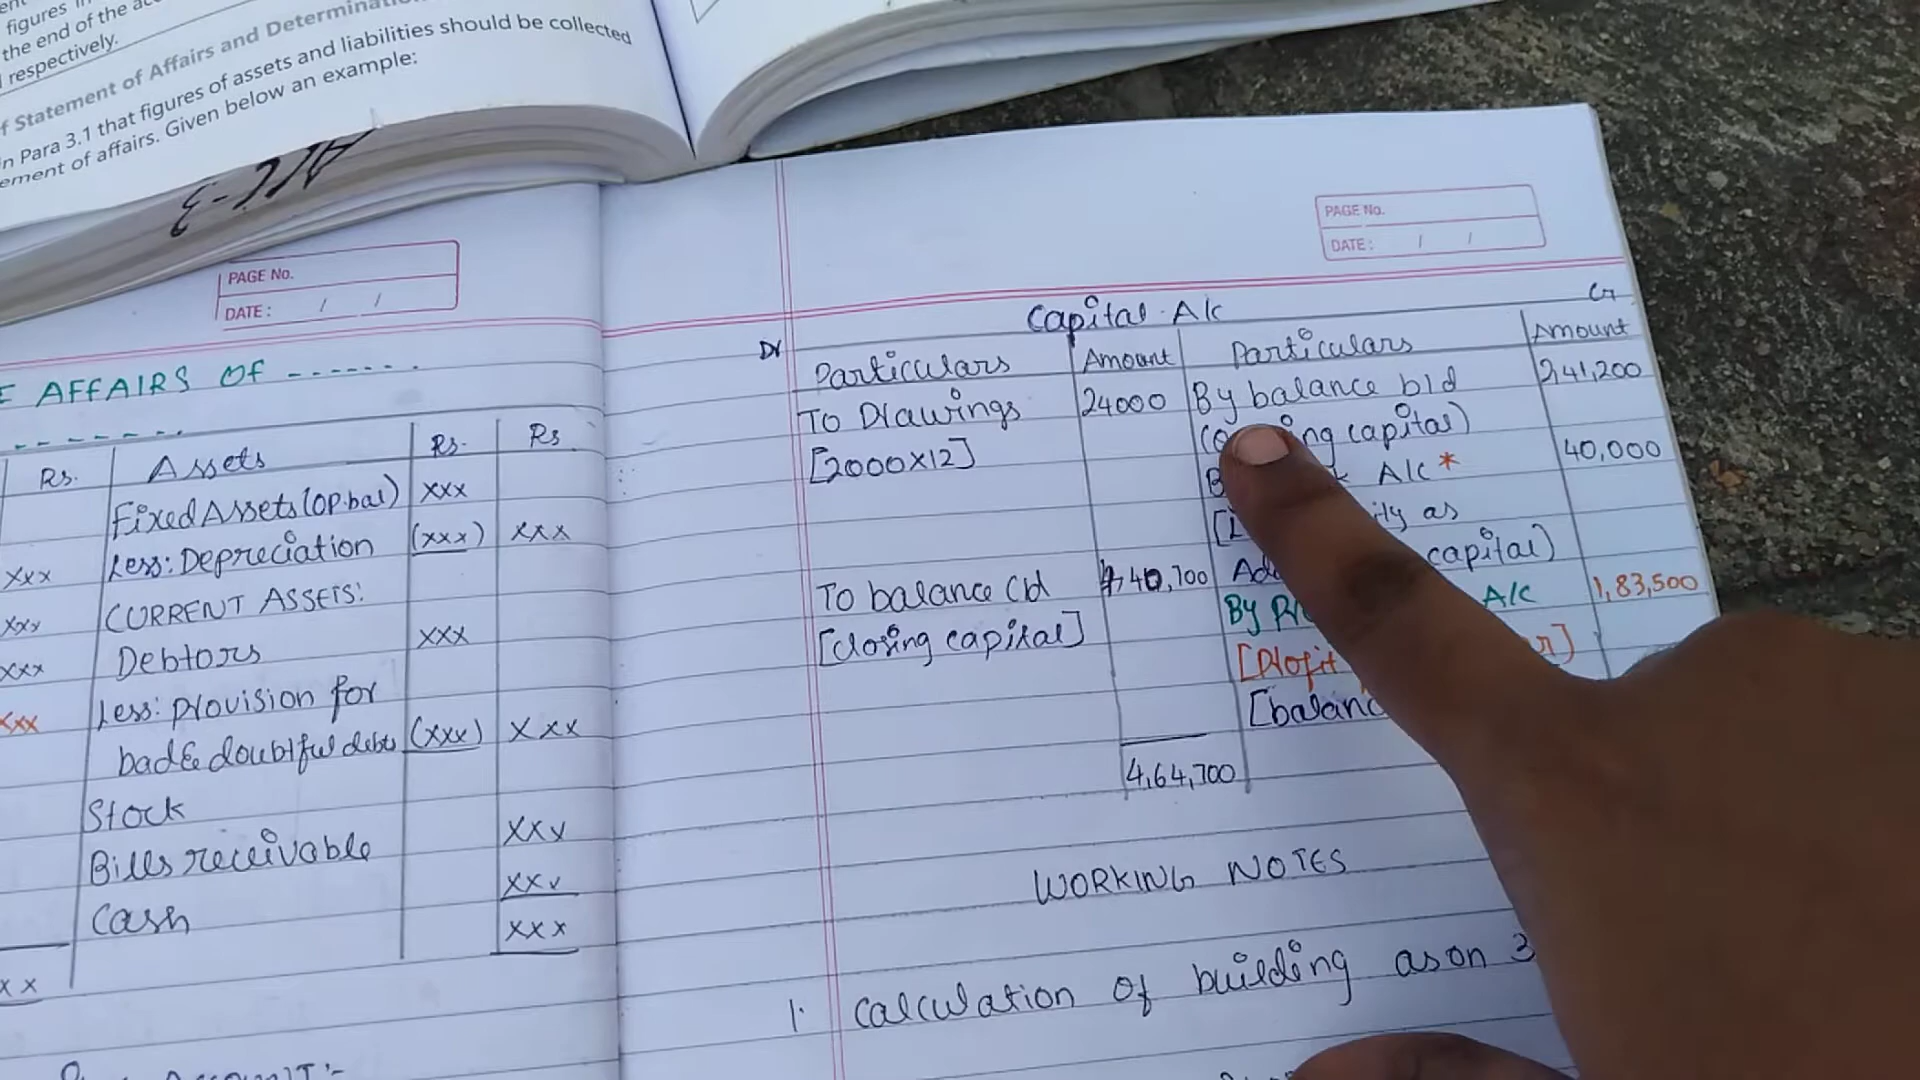 figures in
the end of the
respectively.
f Statement of Affairs and Determinati
n Para 3.1 that figures of assets and liabilities should be collected
ement of affairs. Given below an example:
A/C-3
PAGE No.
DATE: / /
E AFFAIRS OF -------
Rs. Assets Rs. Rs
Fixed Assets (OP.bal) xxx
xxx Less: Depreciation (xxx) xxx
xxx CURRENT ASSETS:
xxx Debtors xxx
xxx Less: provision for
bad & doubtful debts (xxx) xxx
Stock xxx
Bills receivable xxx
Cash xxx
xx
PAGE No.
DATE: / /
Capital A/c
Dr Cr
Particulars Amount Particulars Amount
To Drawings 24000 By balance b/d 2,41,200
[2000x12] capital)
A/c * 40,000
as
To balance c/d 4,40,700 capital)
[closing capital] By A/c 1,83,500
[Profit
4,64,700
WORKING NOTES
1. Calculation of building as on 3